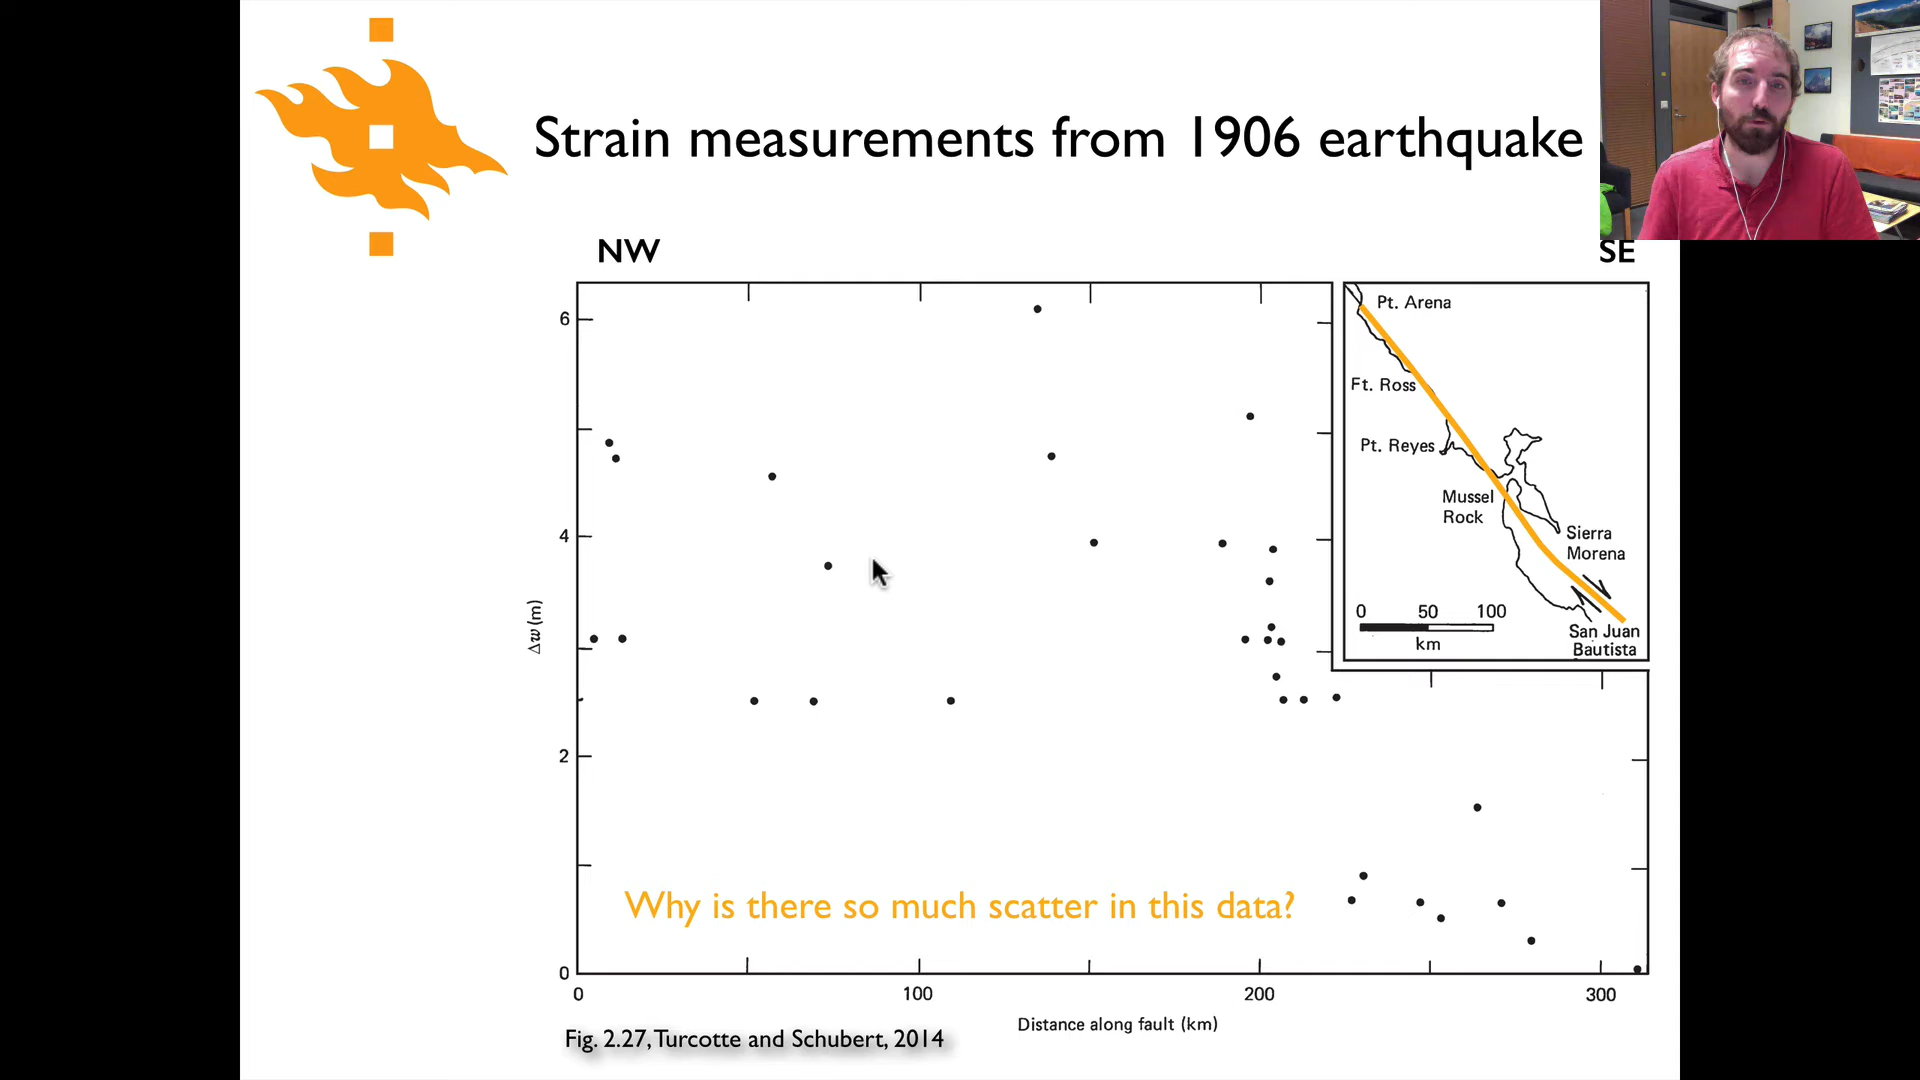 Strain measurements from 1906 earthquake
NW
SE
6
4
2
0
Δw (m)
0
100
200
300
Distance along fault (km)
Pt. Arena
Ft. Ross
Pt. Reyes
Mussel
Rock
Sierra
Morena
0
50
100
km
San Juan
Bautista
Why is there so much scatter in this data?
Fig. 2.27, Turcotte and Schubert, 2014